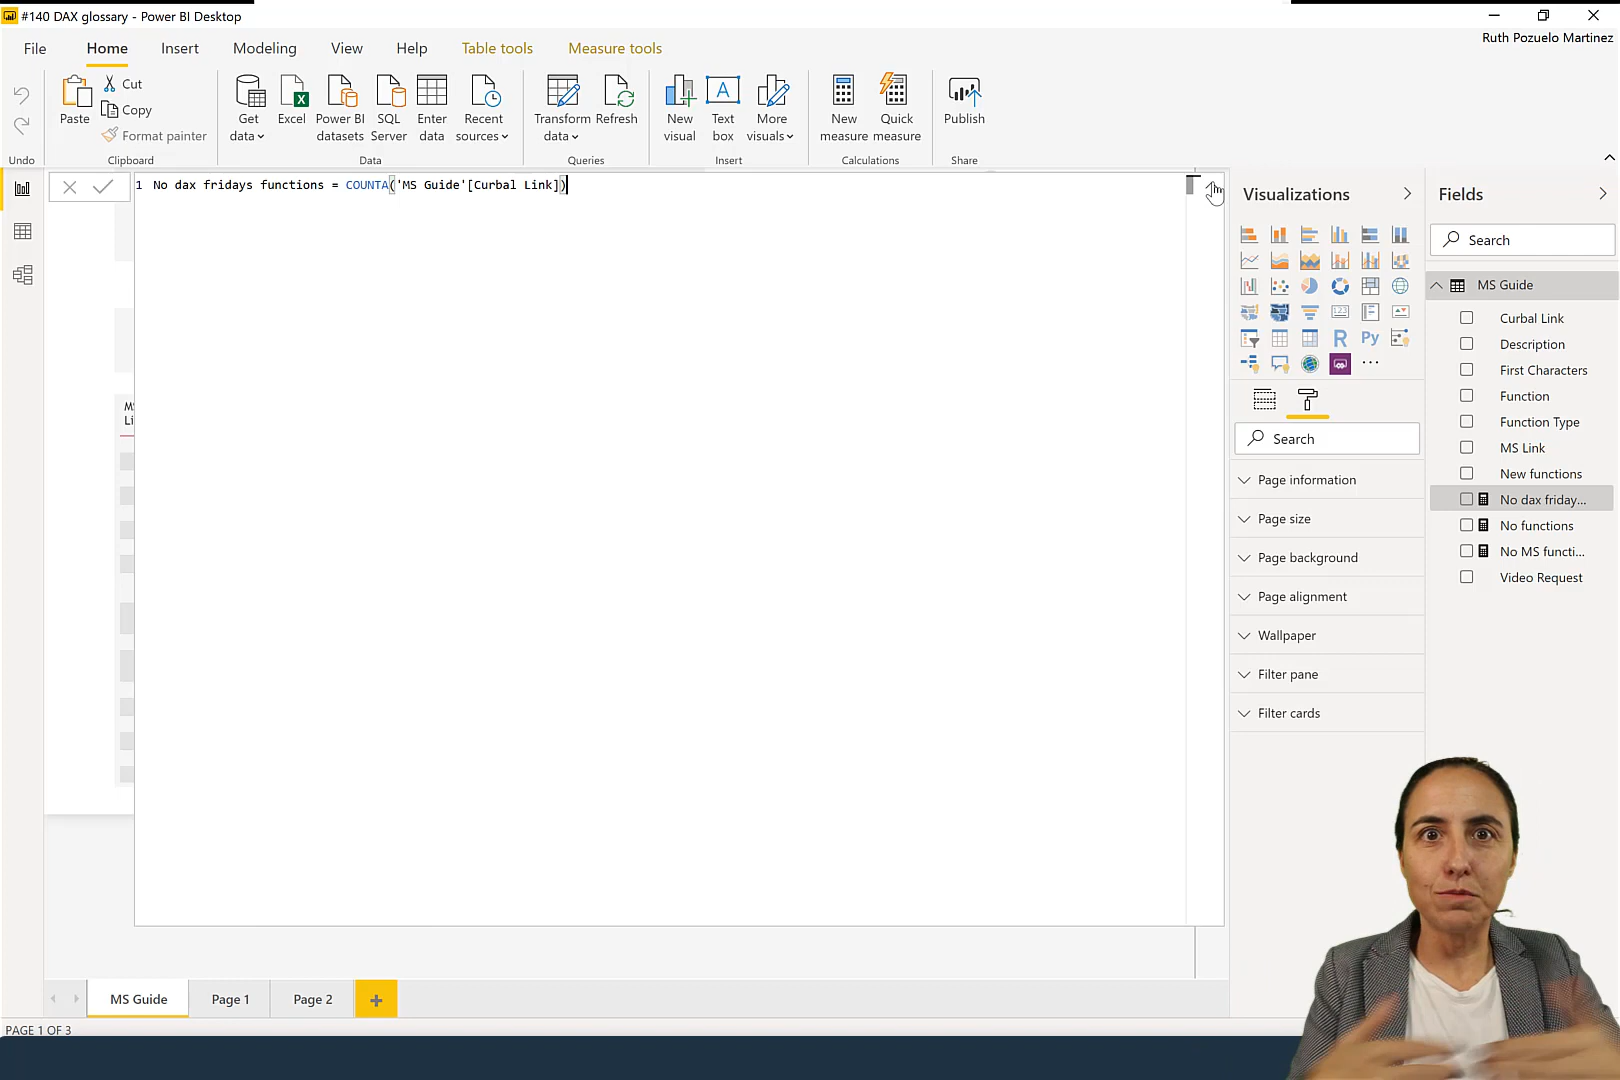 #140 DAX glossary - Power BI Desktop
Ruth Pozuelo Martinez
File Home Insert Modeling View Help Table tools Measure tools
Paste
Cut
Copy
Format painter
Get data
Excel
Power BI datasets
SQL Server
Enter data
Recent sources
Transform data
Refresh
New visual
Text box
More visuals
New measure
Quick measure
Publish
Undo Clipboard Data Queries Insert Calculations Share
1 No dax fridays functions = COUNTA('MS Guide'[Curbal Link])
Visualizations
R Py
Search
Page information
Page size
Page background
Page alignment
Wallpaper
Filter pane
Filter cards
Fields
Search
MS Guide
Curbal Link
Description
First Characters
Function
Function Type
MS Link
New functions
No dax friday...
No functions
No MS functi...
Video Request
MS Guide Page 1 Page 2 +
PAGE 1 OF 3